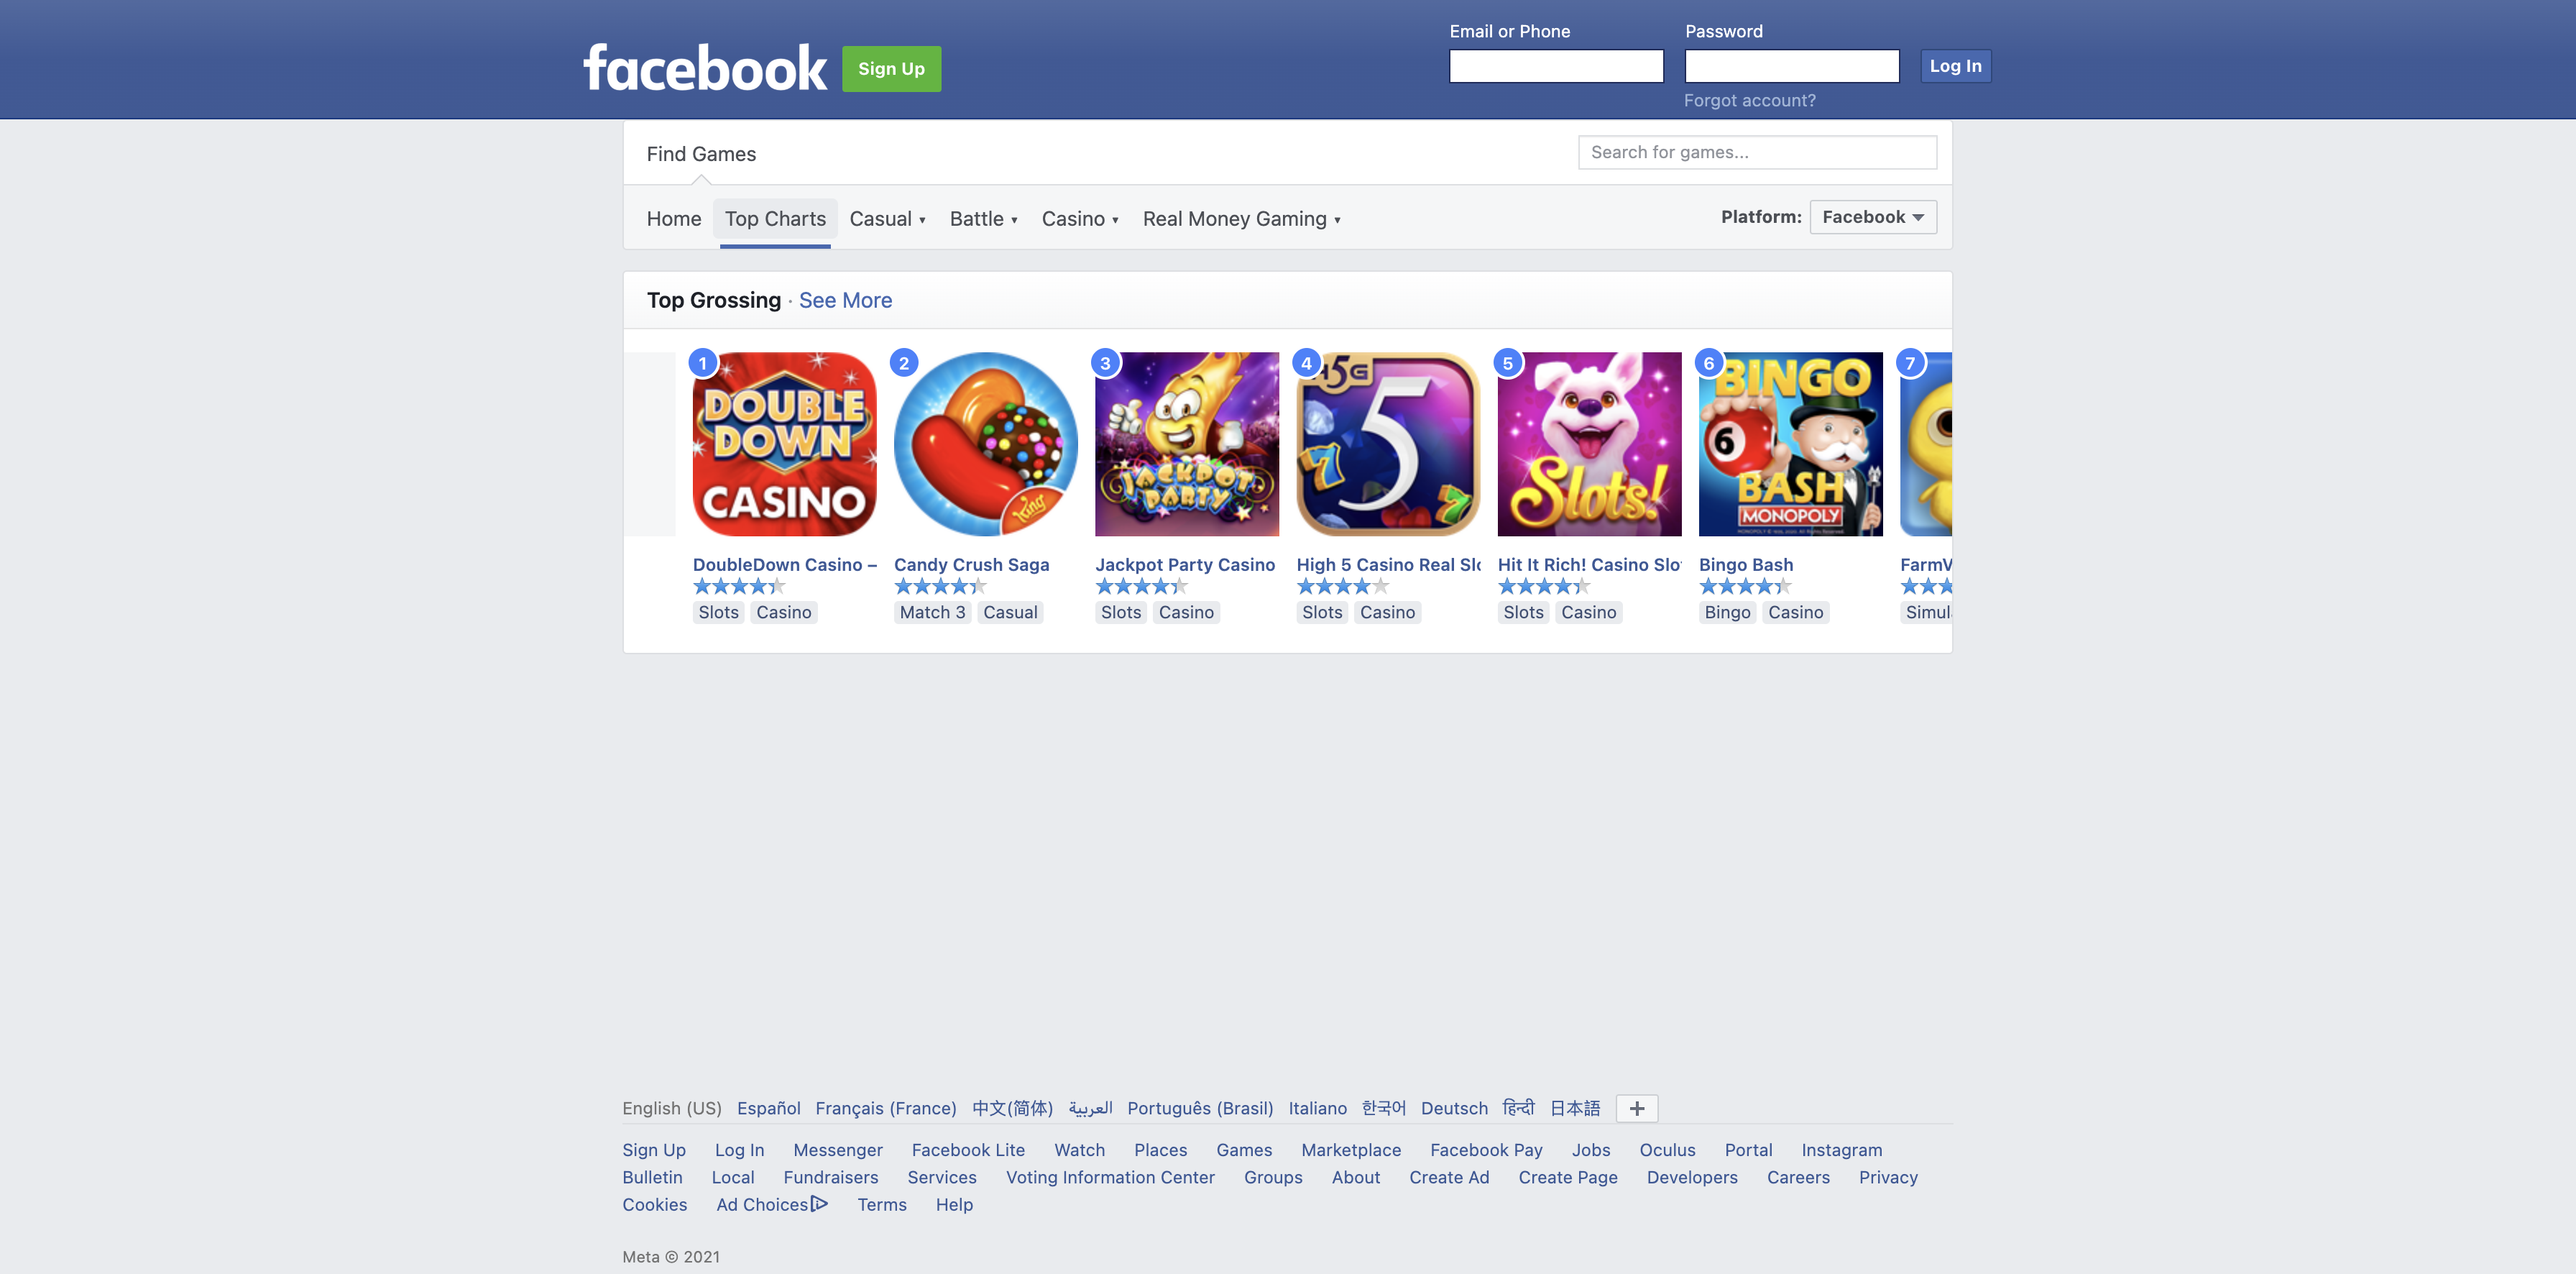 Email or Phone Password
facebook Sign Up Log In
Forgot account?
Find Games Search for games...
Home Top Charts Casual Battle Casino Real Money Gaming Platform: Facebook
Top Grossing · See More
1 2 3 4 5 6 7
DOUBLE DOWN CASINO
King
JACKPOT PARTY
H5G 5 7 7
Slots!
BINGO 6 BASH MONOPOLY
DoubleDown Casino – Candy Crush Saga Jackpot Party Casino High 5 Casino Real Slo Hit It Rich! Casino Slo Bingo Bash FarmV
Slots Casino Match 3 Casual Slots Casino Slots Casino Slots Casino Bingo Casino Simul
English (US) Español Français (France) 中文(简体) العربية Português (Brasil) Italiano 한국어 Deutsch हिन्दी 日本語
Sign Up Log In Messenger Facebook Lite Watch Places Games Marketplace Facebook Pay Jobs Oculus Portal Instagram
Bulletin Local Fundraisers Services Voting Information Center Groups About Create Ad Create Page Developers Careers Privacy
Cookies Ad Choices Terms Help
Meta © 2021